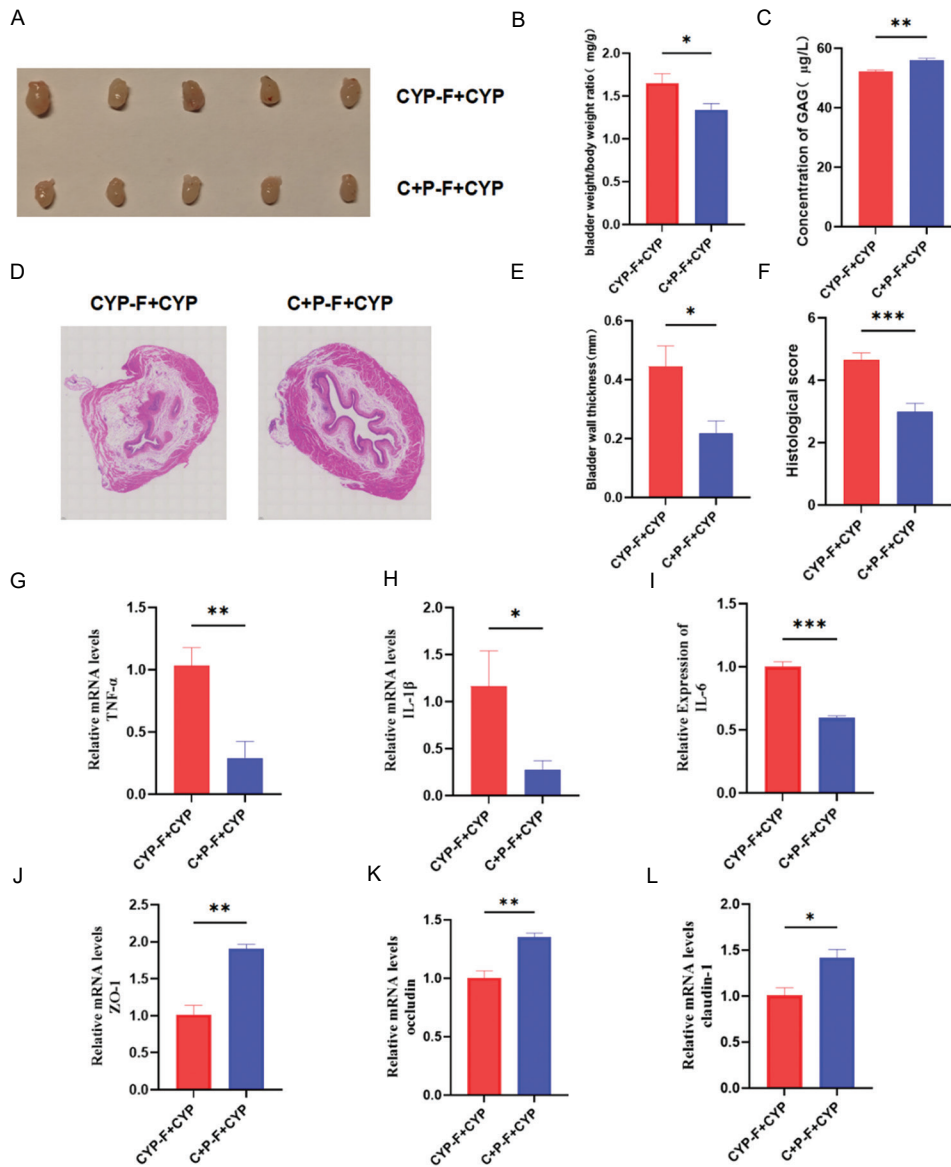 A
CYP-F+CYP
C+P-F+CYP
B
bladder weight/body weight ratio( mg/g)
2.0
1.5
1.0
0.5
0.0
*
CYP-F+CYP
C+P-F+CYP
C
Concentration of GAG( μg/L)
80
60
40
20
0
**
CYP-F+CYP
C+P-F+CYP
D
CYP-F+CYP
C+P-F+CYP
E
Bladder wall thickness(mm)
0.6
0.4
0.2
0.0
*
CYP-F+CYP
C+P-F+CYP
F
Histological score
6
4
2
0
***
CYP-F+CYP
C+P-F+CYP
G
Relative mRNA levels
TNF-α
1.5
1.0
0.5
0.0
**
CYP-F+CYP
C+P-F+CYP
H
Relative mRNA levels
IL-1β
2.0
1.5
1.0
0.5
0.0
*
CYP-F+CYP
C+P-F+CYP
I
Relative Expression of
IL-6
1.5
1.0
0.5
0.0
***
CYP-F+CYP
C+P-F+CYP
J
Relative mRNA levels
ZO-1
2.5
2.0
1.5
1.0
0.5
0.0
**
CYP-F+CYP
C+P-F+CYP
K
Relative mRNA levels
occludin
1.5
1.0
0.5
0.0
**
CYP-F+CYP
C+P-F+CYP
L
Relative mRNA levels
claudin-1
2.0
1.5
1.0
0.5
0.0
*
CYP-F+CYP
C+P-F+CYP